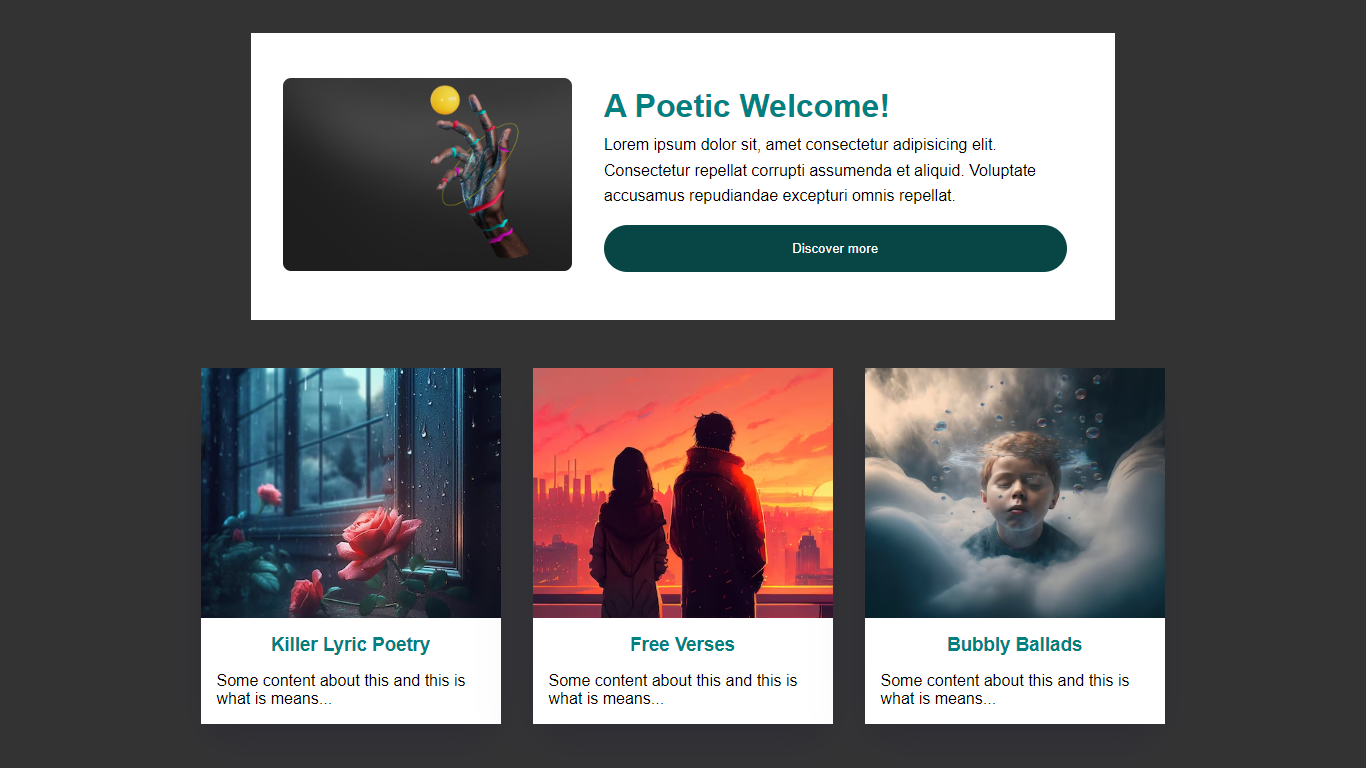 A Poetic Welcome!
Lorem ipsum dolor sit, amet consectetur adipisicing elit.
Consectetur repellat corrupti assumenda et aliquid. Voluptate
accusamus repudiandae excepturi omnis repellat.
Discover more
Killer Lyric Poetry
Some content about this and this is
what is means...
Free Verses
Some content about this and this is
what is means...
Bubbly Ballads
Some content about this and this is
what is means...